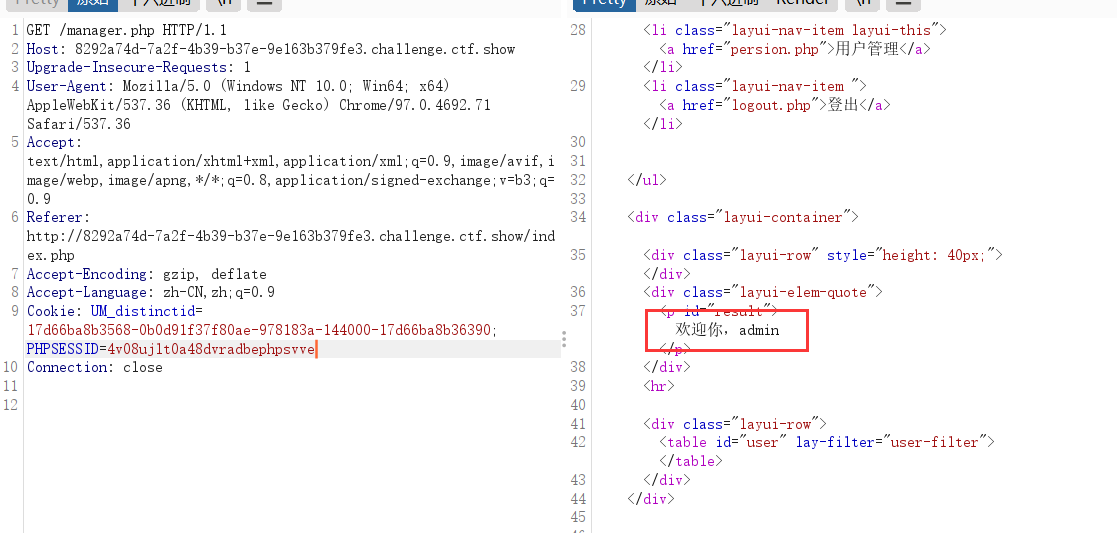 Pretty 原始 十六进制 \n
1 GET /manager.php HTTP/1.1
2 Host: 8292a74d-7a2f-4b39-b37e-9e163b379fe3.challenge.ctf.show
3 Upgrade-Insecure-Requests: 1
4 User-Agent: Mozilla/5.0 (Windows NT 10.0; Win64; x64)
AppleWebKit/537.36 (KHTML, like Gecko) Chrome/97.0.4692.71
Safari/537.36
5 Accept:
text/html,application/xhtml+xml,application/xml;q=0.9,image/avif,i
mage/webp,image/apng,*/*;q=0.8,application/signed-exchange;v=b3;q=
0.9
6 Referer:
http://8292a74d-7a2f-4b39-b37e-9e163b379fe3.challenge.ctf.show/ind
ex.php
7 Accept-Encoding: gzip, deflate
8 Accept-Language: zh-CN,zh;q=0.9
9 Cookie: UM_distinctid=
17d66ba8b3568-0b0d91f37f80ae-978183a-144000-17d66ba8b36390;
PHPSESSID=4v08ujlt0a48dvradbephpsvve
10 Connection: close
11
12
Pretty 原始 十六进制 Render \n
28 <li class="layui-nav-item layui-this">
<a href="persion.php">用户管理</a>
</li>
29 <li class="layui-nav-item ">
<a href="logout.php">登出</a>
</li>
30
31
32 </ul>
33
34 <div class="layui-container">
35 <div class="layui-row" style="height: 40px;">
</div>
36 <div class="layui-elem-quote">
37 <p id="result">
欢迎你，admin
</p>
38 </div>
39 <hr>
40
41 <div class="layui-row">
42 <table id="user" lay-filter="user-filter">
</table>
43 </div>
44 </div>
45